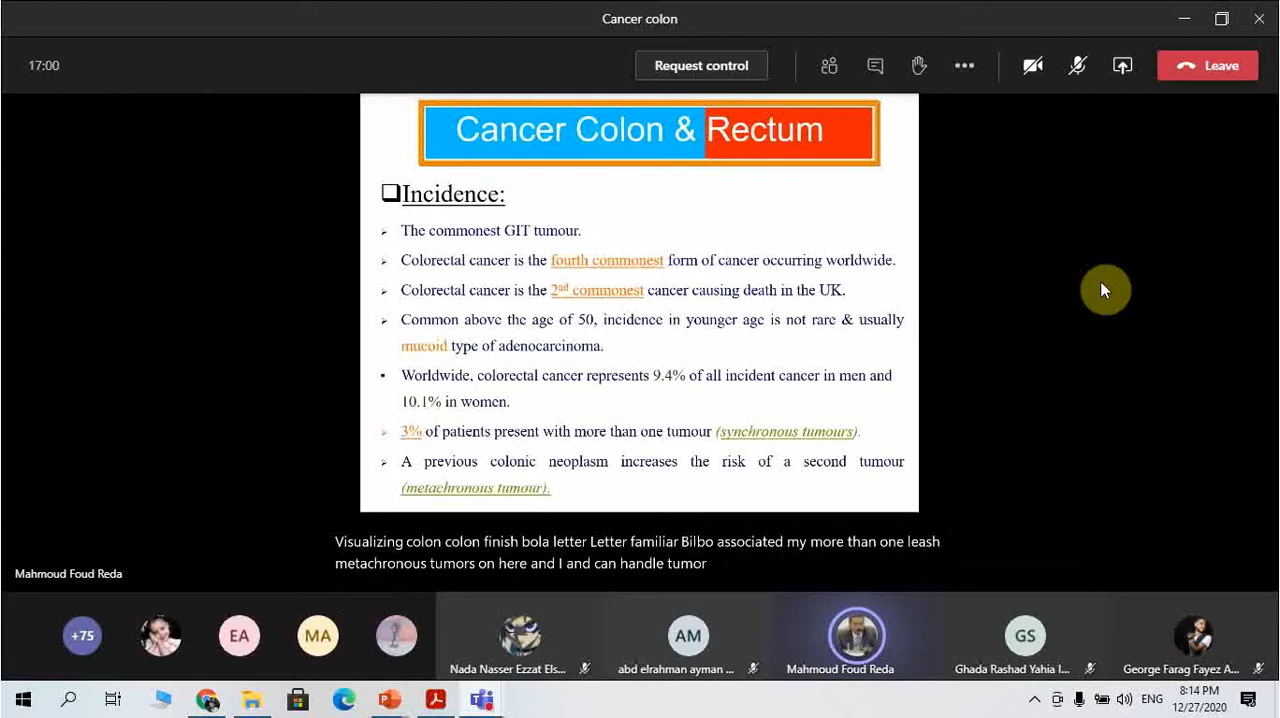 Cancer colon
17:00
Request control
Leave
Cancer Colon & Rectum
Incidence:
The commonest GIT tumour.
Colorectal cancer is the fourth commonest form of cancer occurring worldwide.
Colorectal cancer is the 2nd commonest cancer causing death in the UK.
Common above the age of 50, incidence in younger age is not rare & usually
mucoid type of adenocarcinoma.
Worldwide, colorectal cancer represents 9.4% of all incident cancer in men and
10.1% in women.
3% of patients present with more than one tumour (synchronous tumours).
A previous colonic neoplasm increases the risk of a second tumour
(metachronous tumour).
Visualizing colon colon finish bola letter Letter familiar Bilbo associated my more than one leash
metachronous tumors on here and I and can handle tumor
Mahmoud Foud Reda
+75
EA
MA
AM
GS
Nada Nasser Ezzat Els...
abd elrahman ayman ...
Mahmoud Foud Reda
Ghada Rashad Yahia I...
George Farag Fayez A...
ENG
8:14 PM
12/27/2020